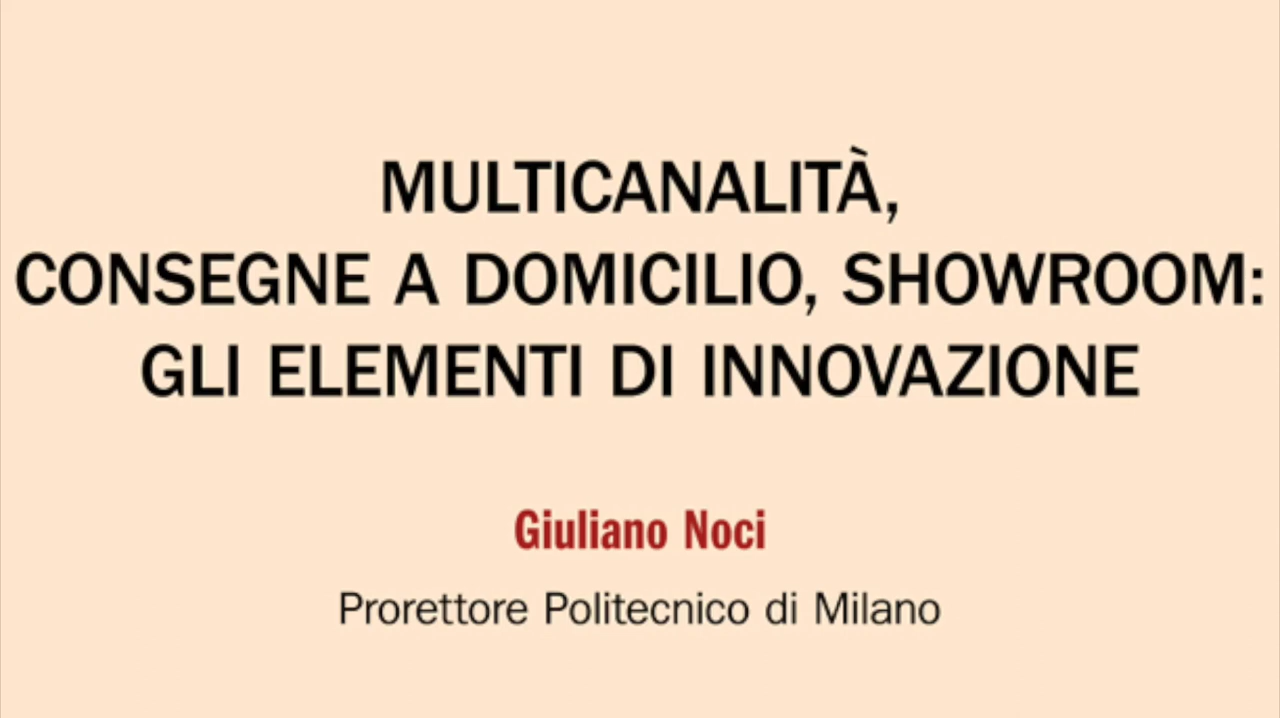 MULTICANALITÀ,
CONSEGNE A DOMICILIO, SHOWROOM:
GLI ELEMENTI DI INNOVAZIONE
Giuliano Noci
Prorettore Politecnico di Milano